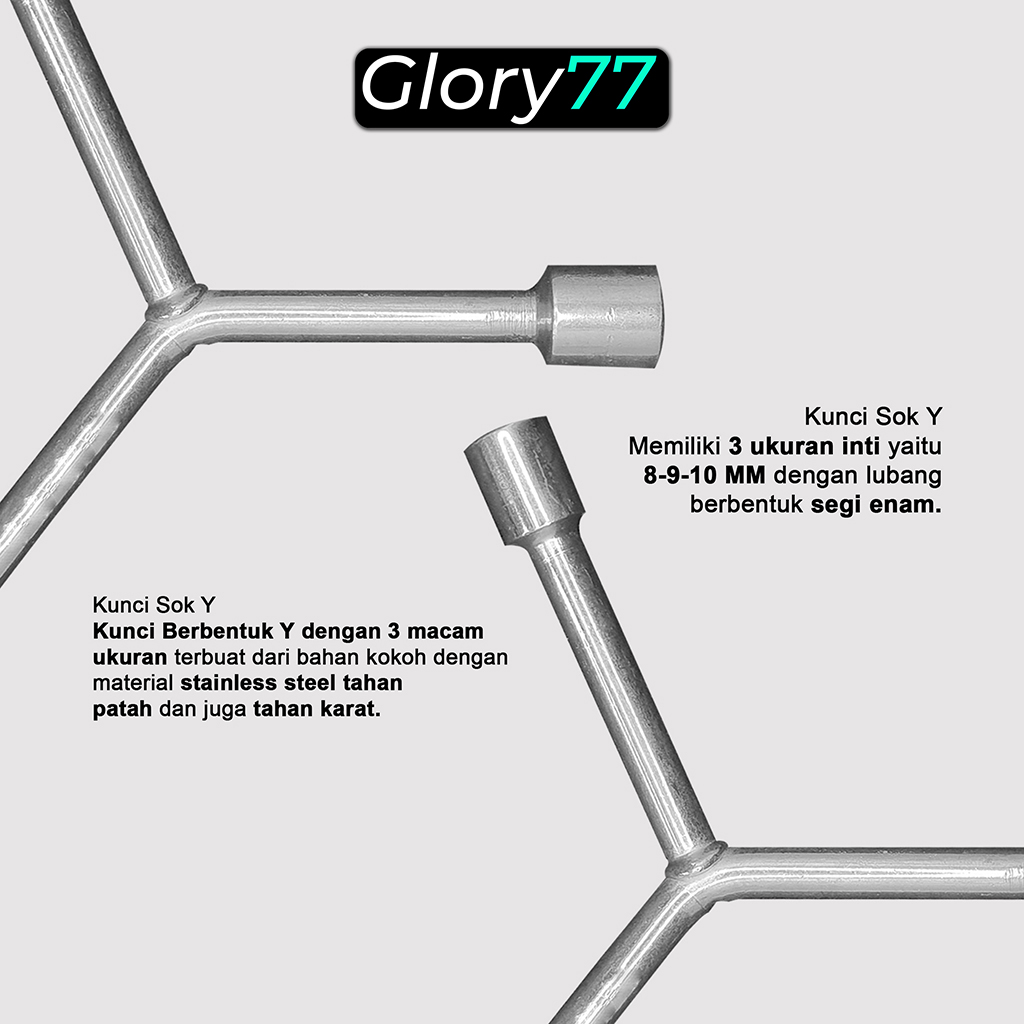 Glory77
Kunci Sok Y
Memiliki 3 ukuran inti yaitu
8-9-10 MM dengan lubang
berbentuk segi enam.
Kunci Sok Y
Kunci Berbentuk Y dengan 3 macam
ukuran terbuat dari bahan kokoh dengan
material stainless steel tahan
patah dan juga tahan karat.